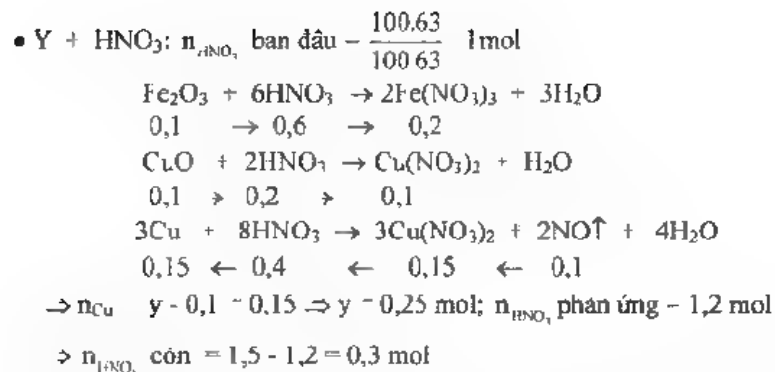 • Y + HNO₃: n_HNO₃ ban đầu - 100.63 / 100 63 1mol
Fe₂O₃ + 6HNO₃ → 2Fe(NO₃)₃ + 3H₂O
0,1 → 0,6 → 0,2
CuO + 2HNO₃ → Cu(NO₃)₂ + H₂O
0,1 > 0,2 > 0,1
3Cu + 8HNO₃ → 3Cu(NO₃)₂ + 2NO↑ + 4H₂O
0,15 ← 0,4 ← 0,15 ← 0,1
⇒ n_Cu y - 0,1 - 0.15 ⇒ y - 0,25 mol; n_HNO₃ phản ứng - 1,2 mol
> n_HNO₃ còn = 1,5 - 1,2 = 0,3 mol